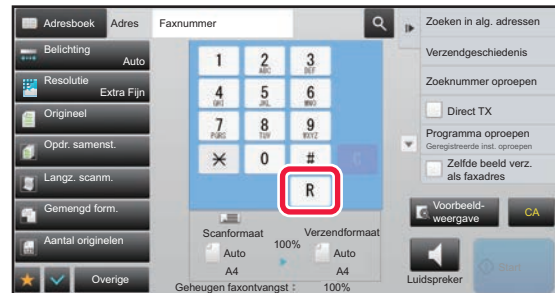 Adresboek
Adres
Faxnummer
Belichting
Auto
Resolutie
Extra Fijn
Origineel
Opdr. samenst.
Langz. scanm.
Gemengd form.
Aantal originelen
Overige
1
2 ABC
3 DEF
4 GHI
5 JKL
6 MNO
7 PQRS
8 TUV
9 WXYZ
0
#
C
R
Scanformaat
100%
Verzendformaat
Auto
A4
Auto
A4
Geheugen faxontvangst : 100%
Zoeken in alg. adressen
Verzendgeschiedenis
Zoeknummer oproepen
Direct TX
Programma oproepen
Geregistreerde inst. oproepen
Zelfde beeld verz.
als faxadres
Voorbeeld-
weergave
CA
Luidspreker
Start